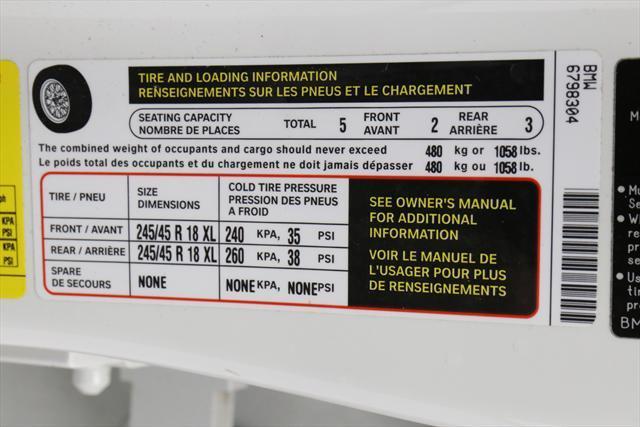 TIRE AND LOADING INFORMATION
RENSEIGNEMENTS SUR LES PNEUS ET LE CHARGEMENT
SEATING CAPACITY
NOMBRE DE PLACES
TOTAL 5
FRONT
AVANT 2
REAR
ARRIÈRE 3
The combined weight of occupants and cargo should never exceed 480 kg or 1058 lbs.
Le poids total des occupants et du chargement ne doit jamais dépasser 480 kg ou 1058 lb.
TIRE / PNEU
SIZE
DIMENSIONS
COLD TIRE PRESSURE
PRESSION DES PNEUS
A FROID
FRONT / AVANT 245/45 R 18 XL 240 KPA, 35 PSI
REAR / ARRIÈRE 245/45 R 18 XL 260 KPA, 38 PSI
SPARE
DE SECOURS
NONE NONE KPA, NONE PSI
SEE OWNER'S MANUAL
FOR ADDITIONAL
INFORMATION
VOIR LE MANUEL DE
L'USAGER POUR PLUS
DE RENSEIGNEMENTS
BMW
6798304
KPA
PSI
KPA
PSI
BM